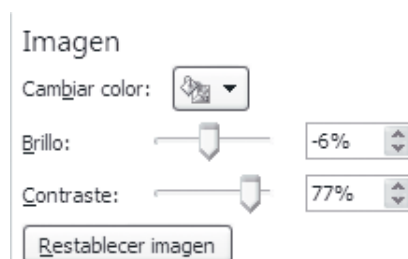 Imagen
Cambiar color:
Brillo: -6%
Contraste: 77%
Restablecer imagen